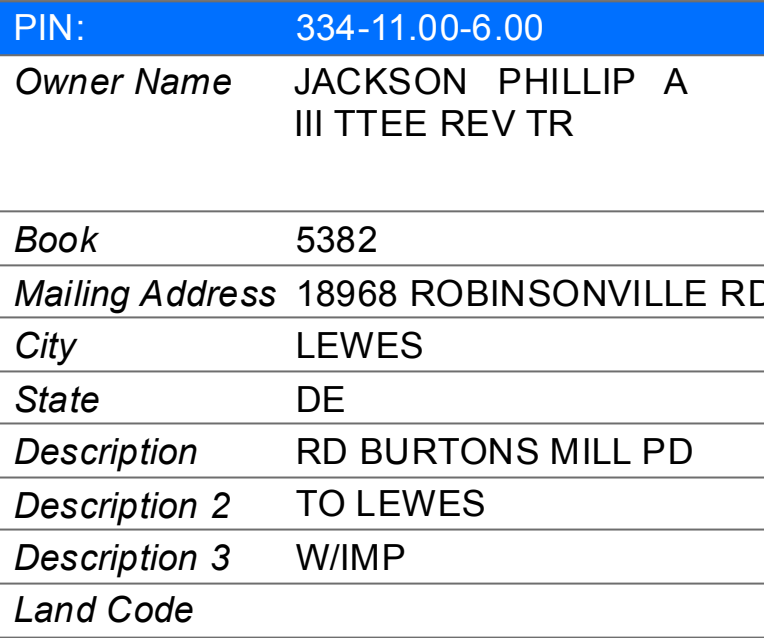 PIN: 334-11.00-6.00
Owner Name JACKSON PHILLIP A
III TTEE REV TR
Book 5382
Mailing Address 18968 ROBINSONVILLE RD
City LEWES
State DE
Description RD BURTONS MILL PD
Description 2 TO LEWES
Description 3 W/IMP
Land Code